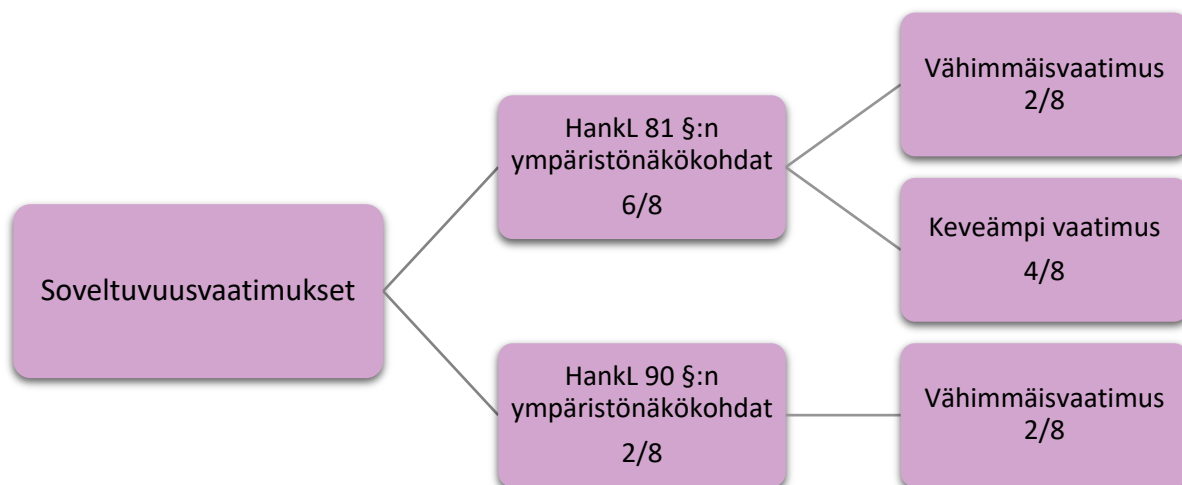 Soveltuvuusvaatimukset
HankL 81 §:n
ympäristönäkökohdat
6/8
Vähimmäisvaatimus
2/8
Keveämpi vaatimus
4/8
HankL 90 §:n
ympäristönäkökohdat
2/8
Vähimmäisvaatimus
2/8